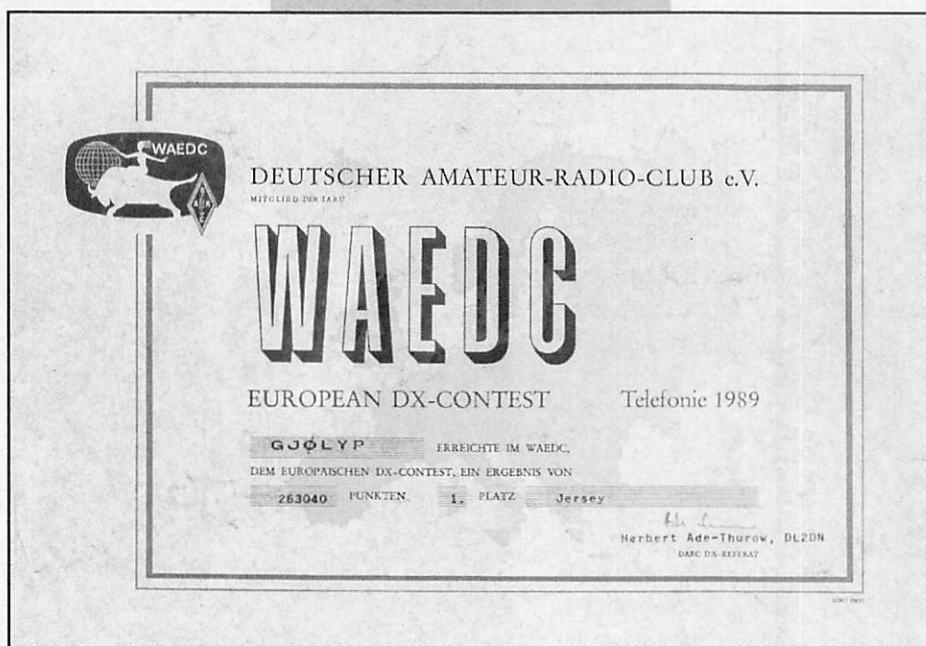 WAEDC
DEUTSCHER AMATEUR-RADIO-CLUB e.V.
MITGLIED DER IARU
WAEDC
EUROPEAN DX-CONTEST Telefonie 1989
GJØLYP ERREICHTE IM WAEDC,
DEM EUROPÄISCHEN DX-CONTEST, EIN ERGEBNIS VON
263040 PUNKTEN. 1. PLATZ Jersey
Herbert Ade-Thurow, DL2DN
DARC DX-REFERAT